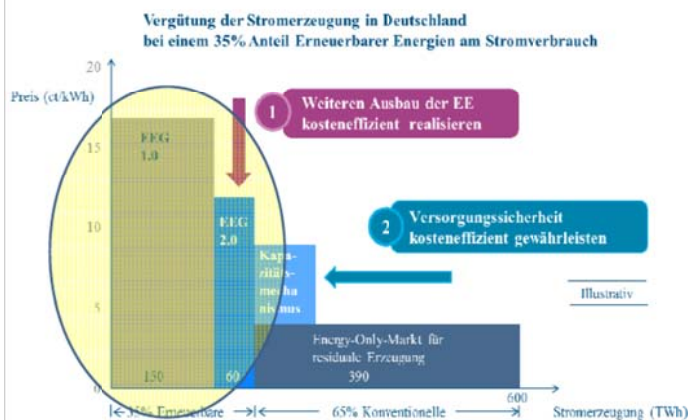 Vergütung der Stromerzeugung in Deutschland
bei einem 35% Anteil Erneuerbarer Energien am Stromverbrauch
20
Preis (ct/kWh)
1
Weiteren Ausbau der EE
kosteneffizient realisieren
15
EEG
1.0
10
EEG
2.0
2
Versorgungssicherheit
kosteneffizient gewährleisten
Kapa-
zitäts-
mecha
nismus
Illustrativ
5
Energy-Only-Markt für
residuale Erzeugung
0
150
60
390
600
35% Erneuerbare
65% Konventionelle
Stromerzeugung (TWh)